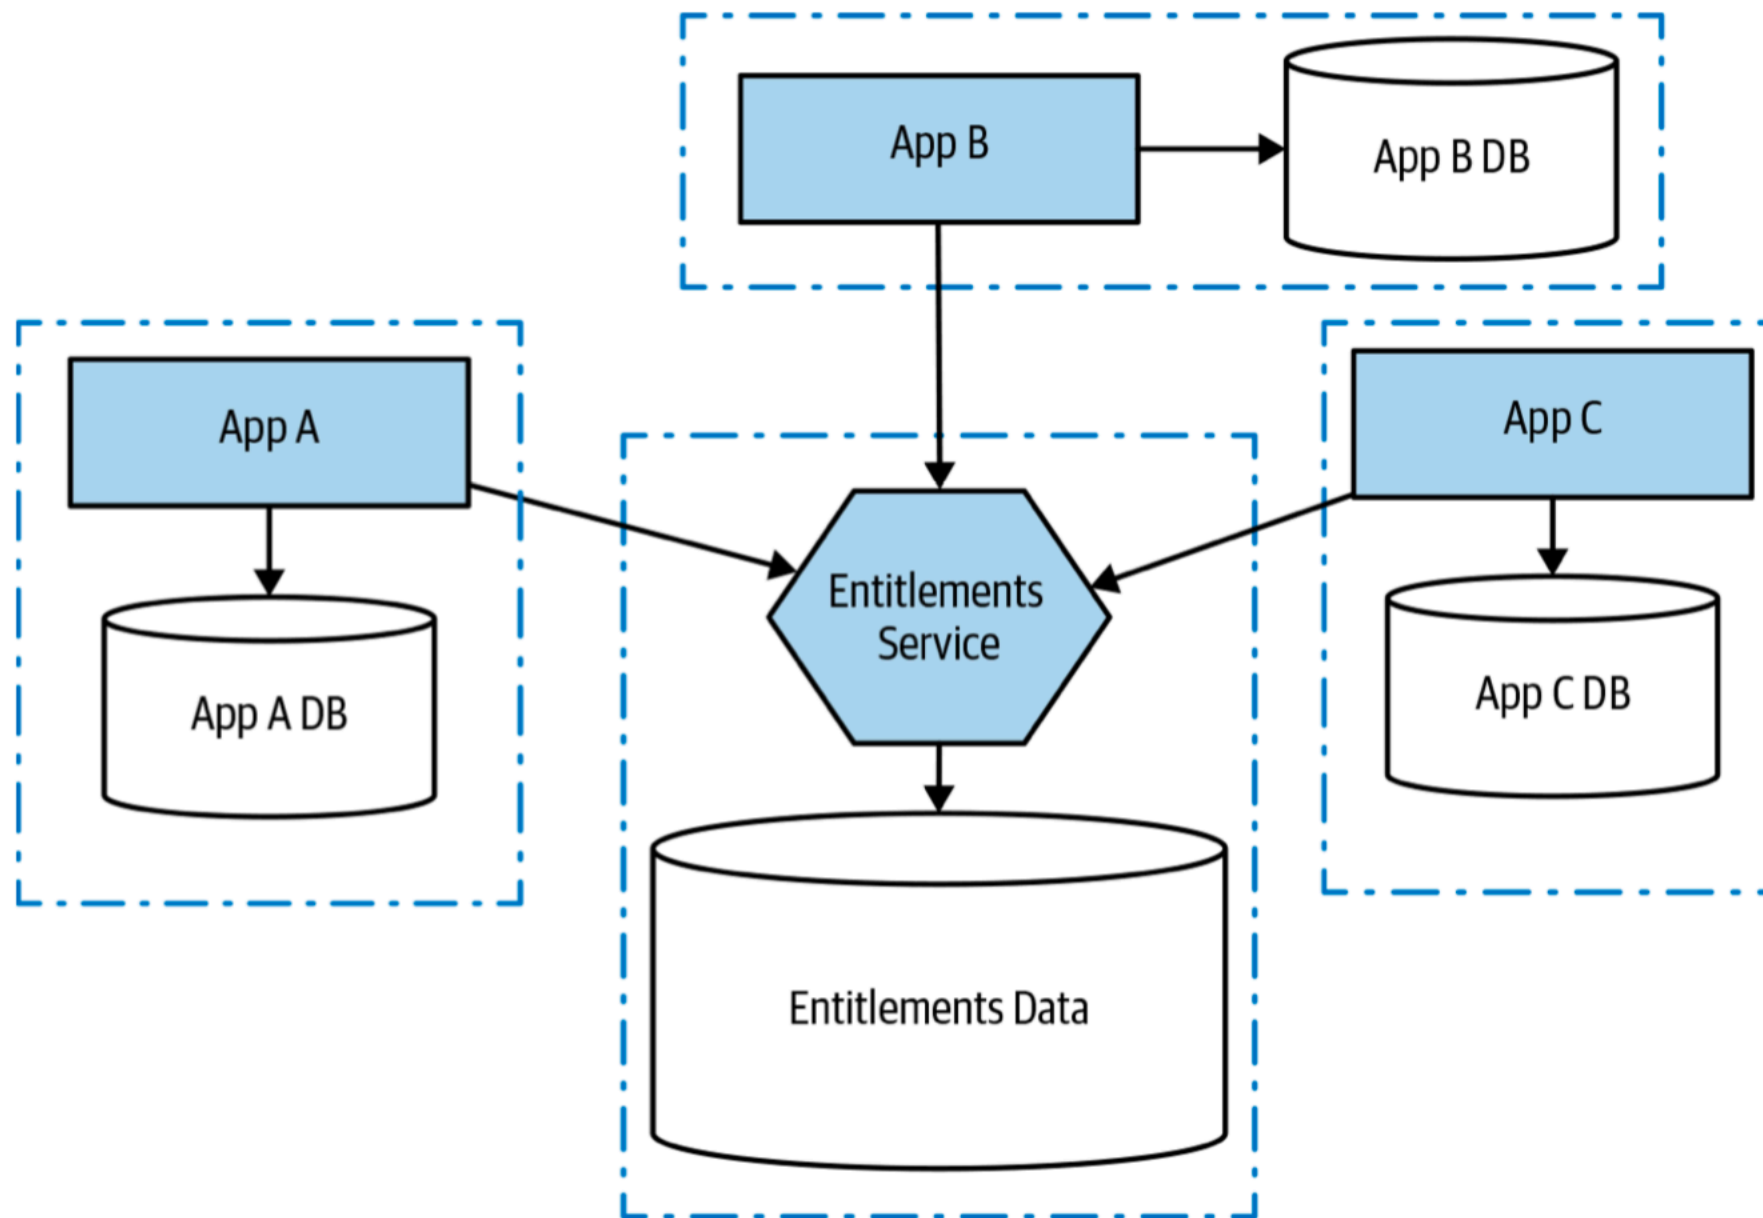 App B
App B DB
App A
App C
Entitlements
Service
App A DB
App C DB
Entitlements Data